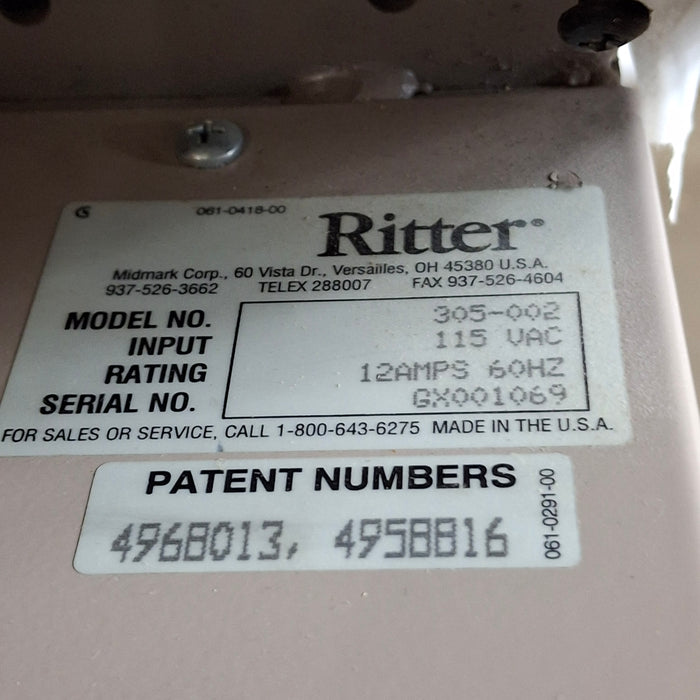 061-0418-00
Ritter®
Midmark Corp., 60 Vista Dr., Versailles, OH 45380 U.S.A.
937-526-3662 TELEX 288007 FAX 937-526-4604
MODEL NO. 305-002
INPUT 115 VAC
RATING 12AMPS 60HZ
SERIAL NO. GX001069
FOR SALES OR SERVICE, CALL 1-800-643-6275 MADE IN THE U.S.A.
PATENT NUMBERS
4968013, 4958816
061-0291-00